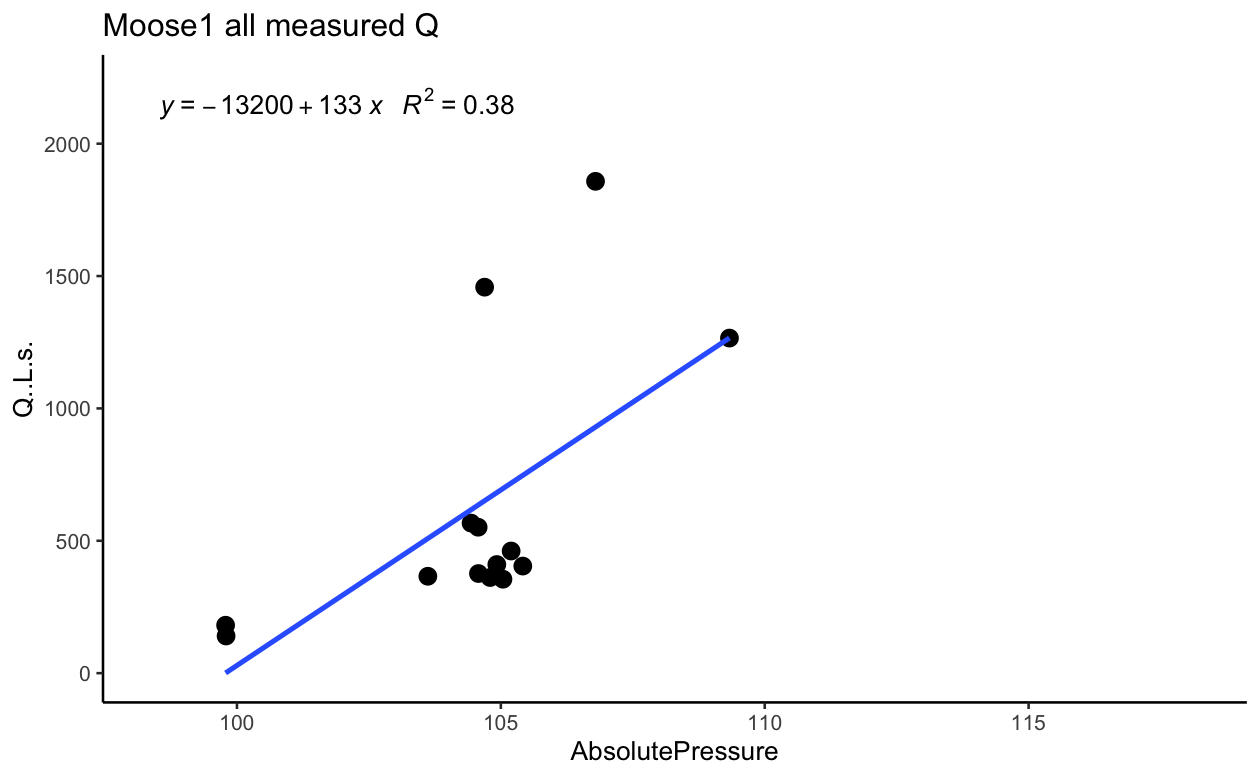 Moose1 all measured Q
y = − 13200 + 133 x R² = 0.38
2000
1500
1000
500
0
Q..L.s.
100 105 110 115
AbsolutePressure